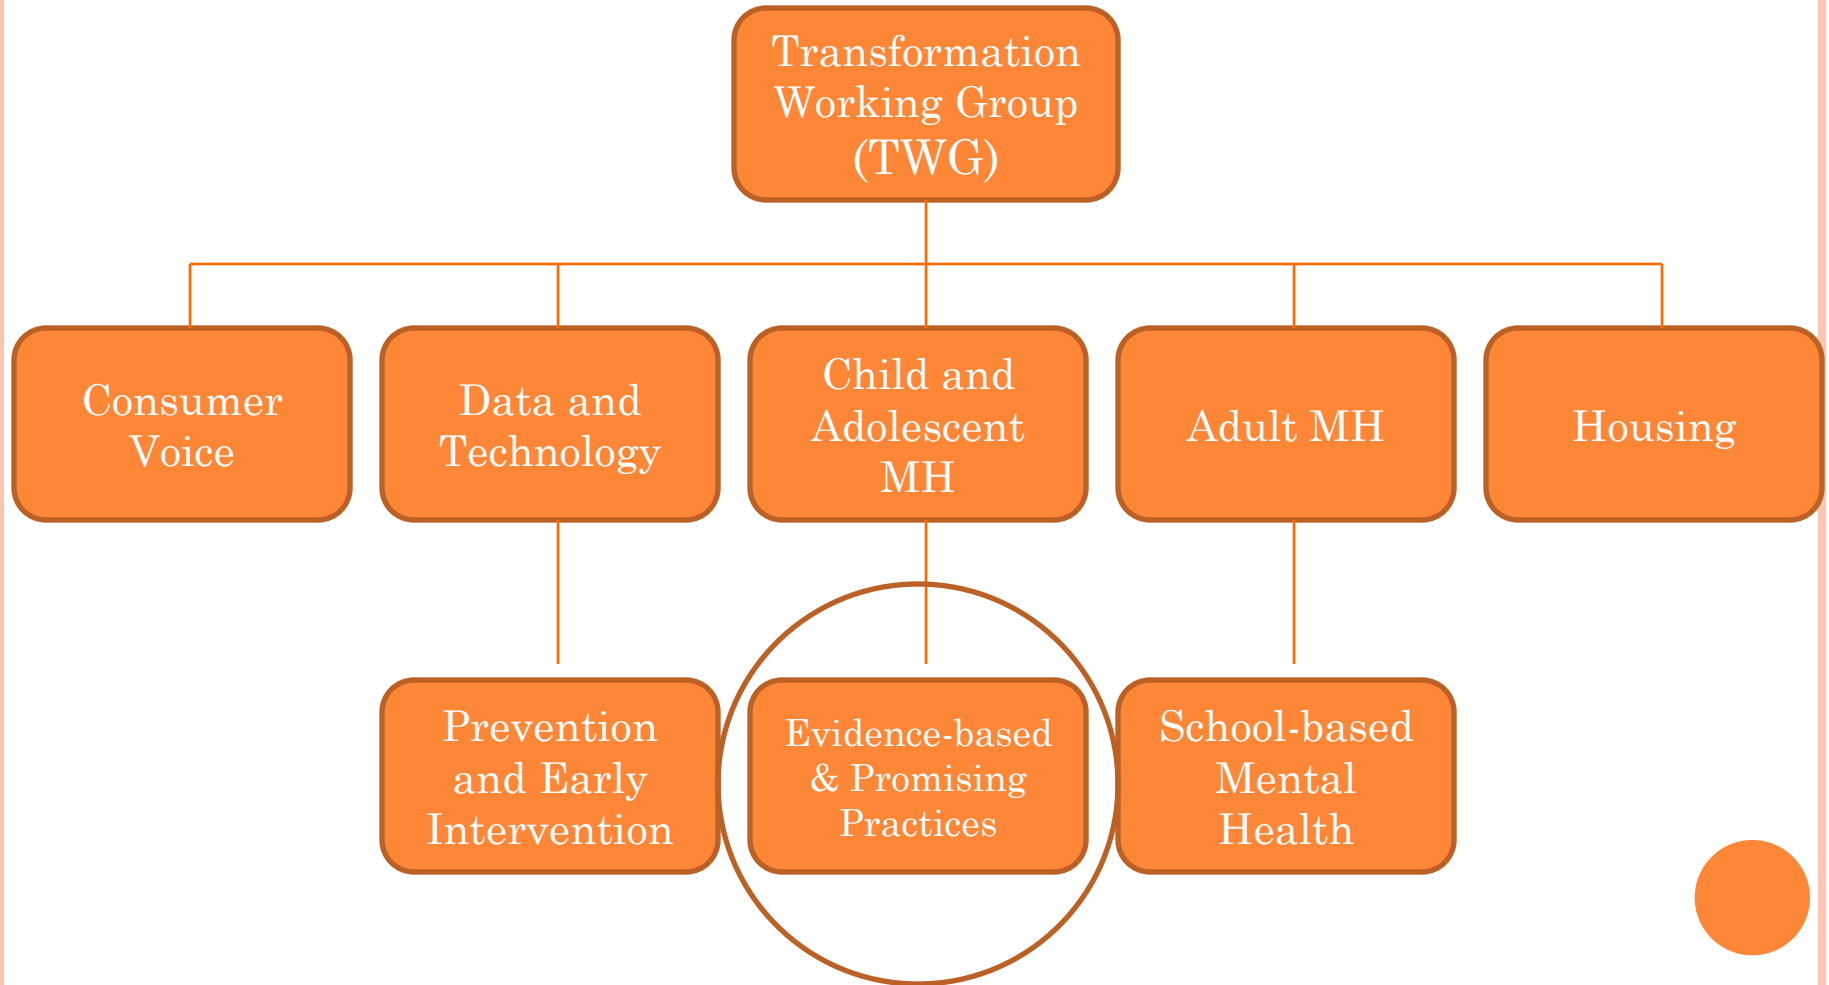 Transformation
Working Group
(TWG)
Consumer
Voice
Data and
Technology
Child and
Adolescent
MH
Adult MH
Housing
Prevention
and Early
Intervention
Evidence-based
& Promising
Practices
School-based
Mental
Health